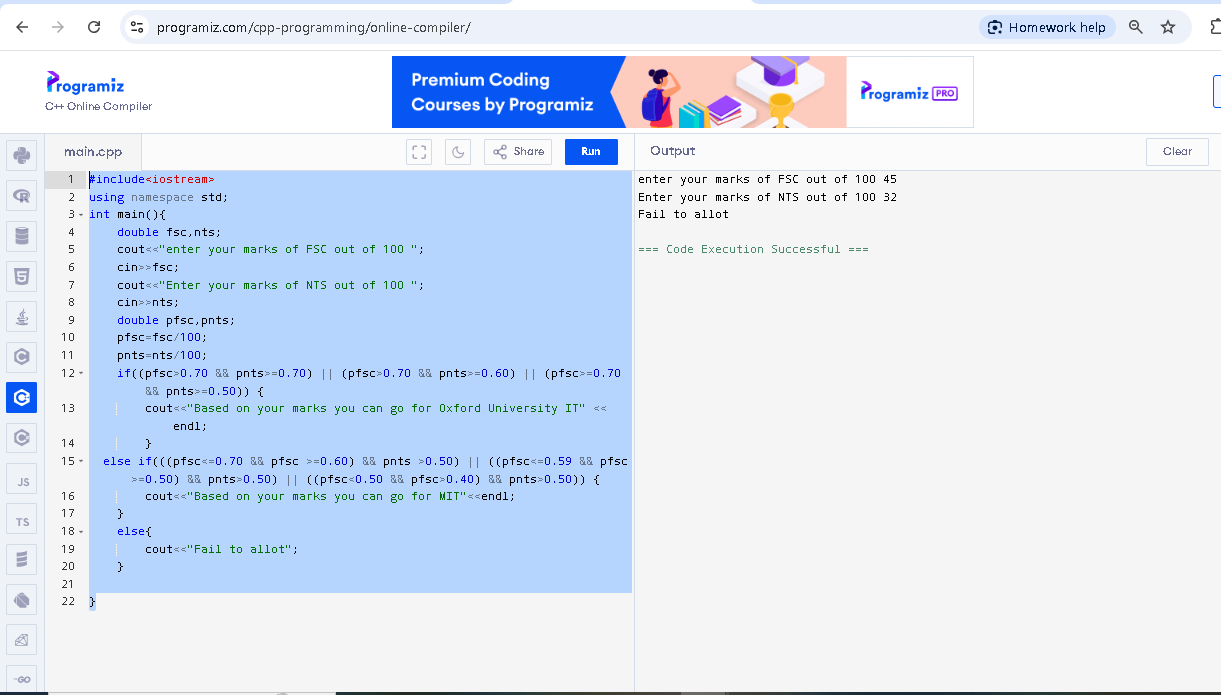 programiz.com/cpp-programming/online-compiler/
Homework help
Programiz
C++ Online Compiler
Premium Coding
Courses by Programiz
Programiz PRO
main.cpp
Share
Run
Output
Clear
1 #include<iostream>
2 using namespace std;
3 int main(){
4 double fsc,nts;
5 cout<<"enter your marks of FSC out of 100 ";
6 cin>>fsc;
7 cout<<"Enter your marks of NTS out of 100 ";
8 cin>>nts;
9 double pfsc,pnts;
10 pfsc=fsc/100;
11 pnts=nts/100;
12 if((pfsc>0.70 && pnts>=0.70) || (pfsc>0.70 && pnts>=0.60) || (pfsc>=0.70
&& pnts>=0.50)) {
13 cout<<"Based on your marks you can go for Oxford University IT" <<
endl;
14 }
15 else if(((pfsc<=0.70 && pfsc >=0.60) && pnts >0.50) || ((pfsc<=0.59 && pfsc
>=0.50) && pnts>0.50) || ((pfsc<0.50 && pfsc>0.40) && pnts>0.50)) {
16 cout<<"Based on your marks you can go for MIT"<<endl;
17 }
18 else{
19 cout<<"Fail to allot";
20 }
21
22 }
enter your marks of FSC out of 100 45
Enter your marks of NTS out of 100 32
Fail to allot
=== Code Execution Successful ===
JS
TS
GO